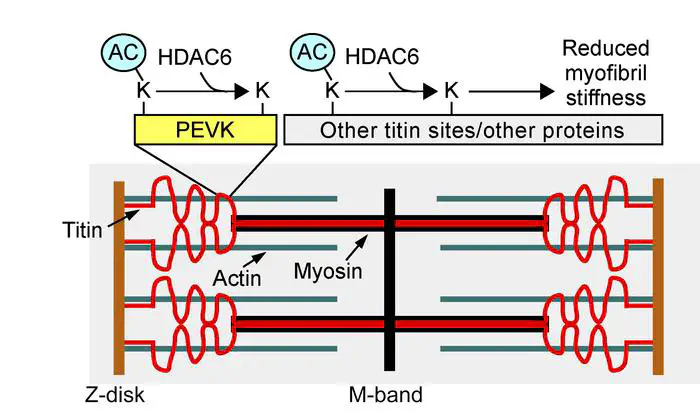 AC HDAC6 AC HDAC6 Reduced
myofibril
stiffness
K K K K
PEVK Other titin sites/other proteins
Titin
Actin Myosin
Z-disk M-band